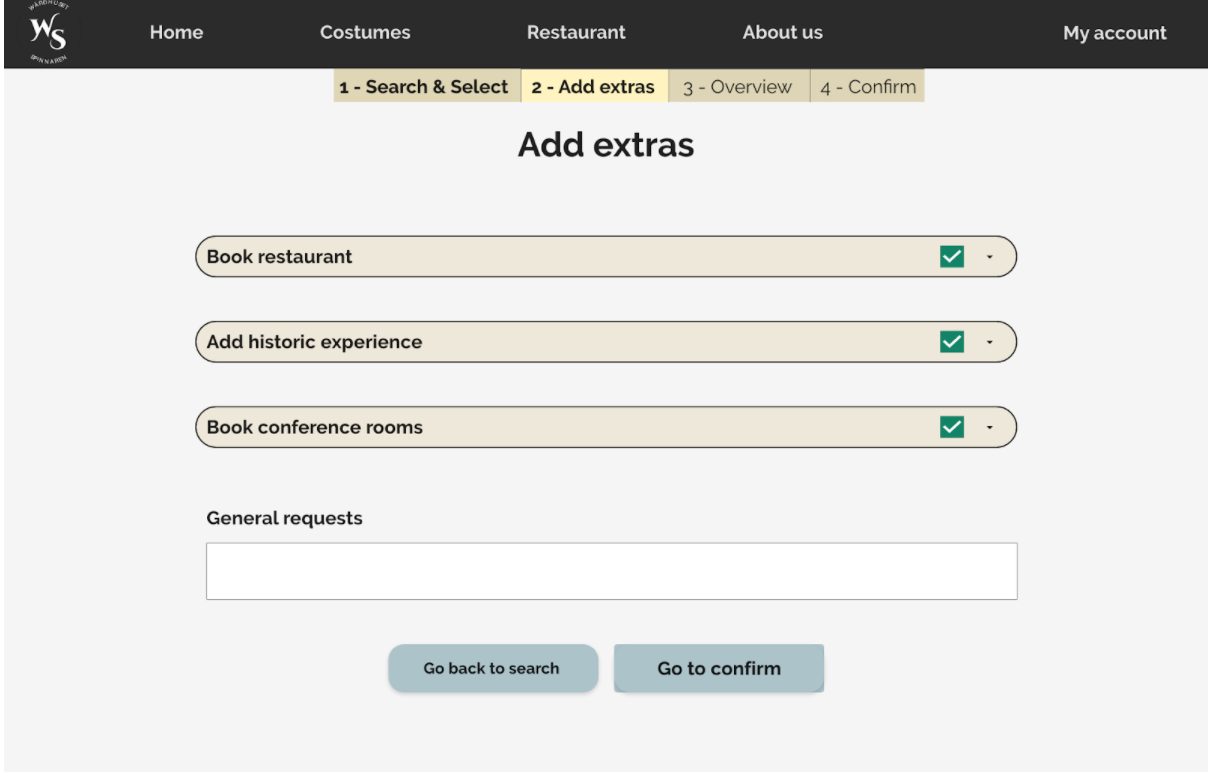 WÄRDHUSET
WS
SPINNAREN
Home Costumes Restaurant About us My account
1 - Search & Select 2 - Add extras 3 - Overview 4 - Confirm
Add extras
Book restaurant
Add historic experience
Book conference rooms
General requests
Go back to search Go to confirm